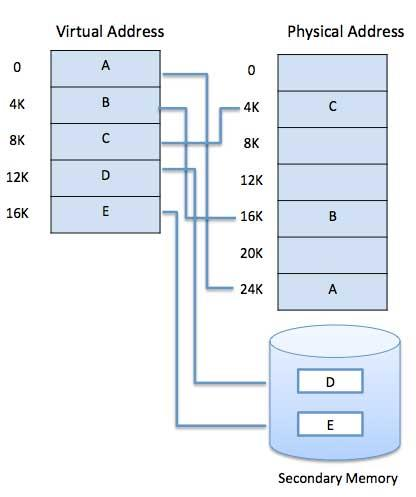 Virtual Address
Physical Address
0
A
4K
B
8K
C
12K
D
16K
E
0
4K
C
8K
12K
16K
B
20K
24K
A
D
E
Secondary Memory